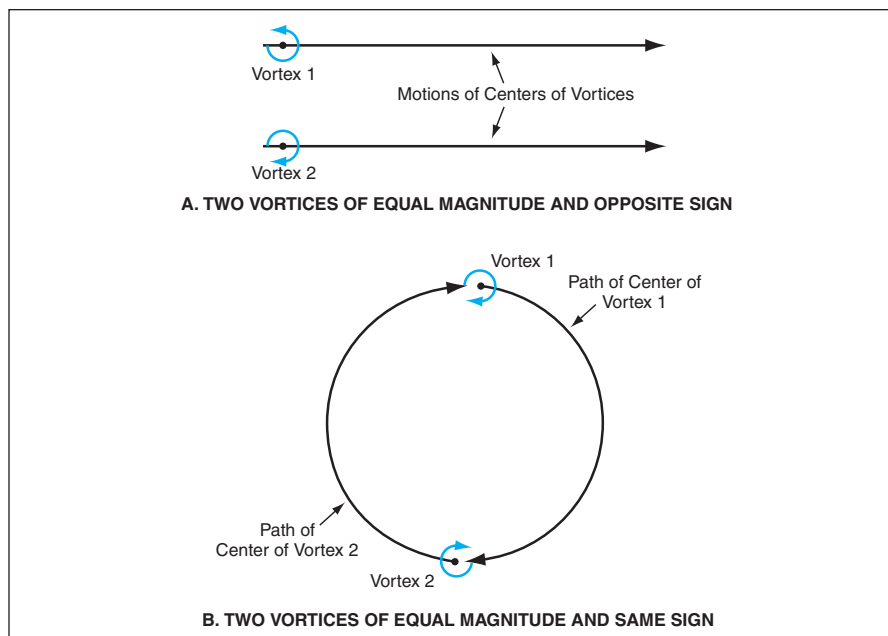 Vortex 1
Motions of Centers of Vortices
Vortex 2
A. TWO VORTICES OF EQUAL MAGNITUDE AND OPPOSITE SIGN
Vortex 1
Path of Center of
Vortex 1
Path of
Center of Vortex 2
Vortex 2
B. TWO VORTICES OF EQUAL MAGNITUDE AND SAME SIGN